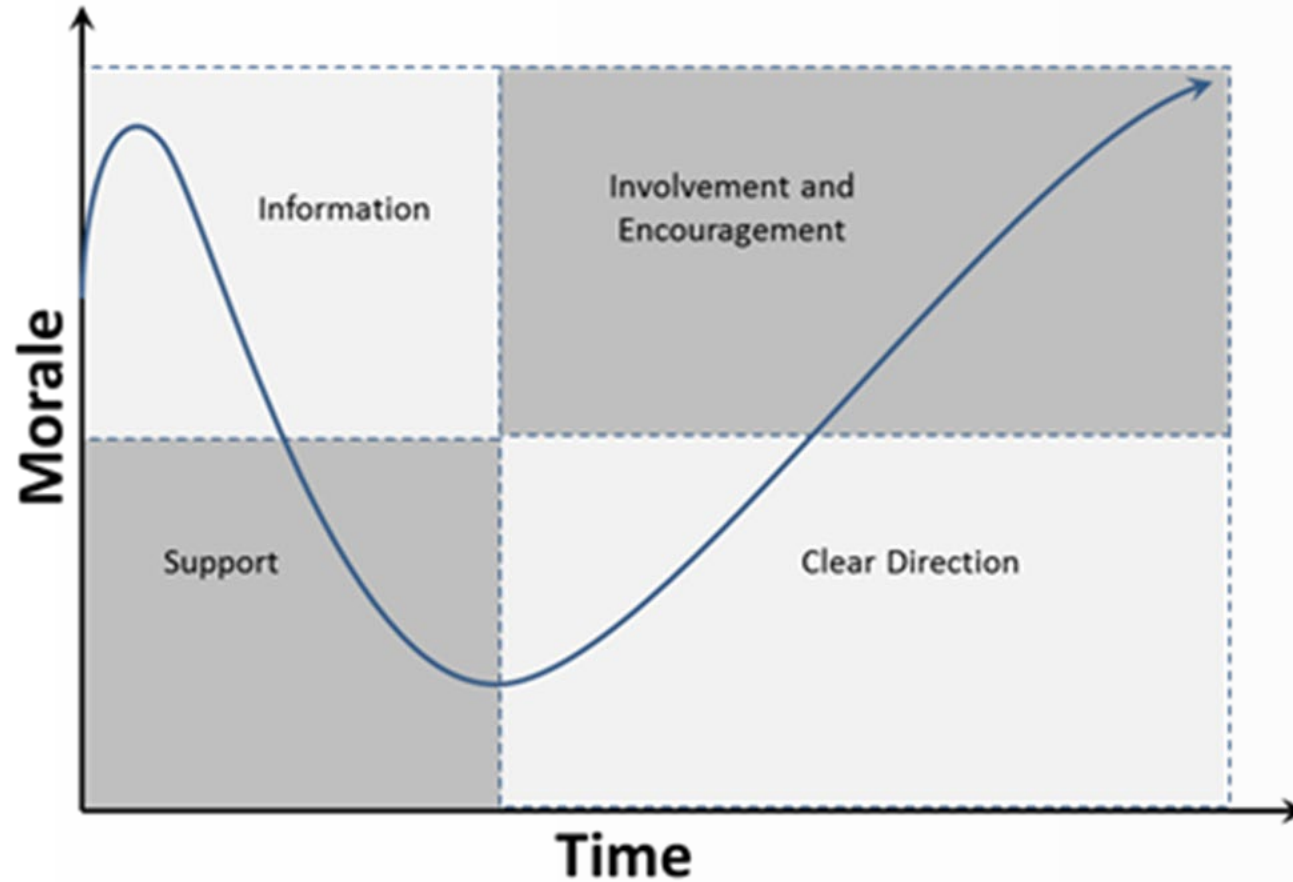 Information
Involvement and
Encouragement
Morale
Support
Clear Direction
Time